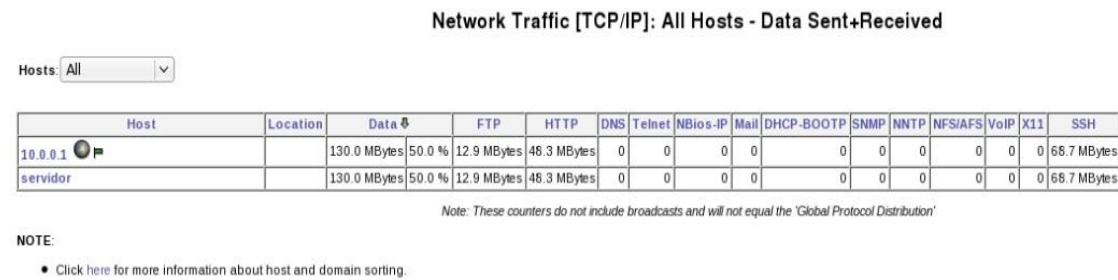 Network Traffic [TCP/IP]: All Hosts - Data Sent+Received
Hosts: All
Host Location Data FTP HTTP DNS Telnet NBios-IP Mail DHCP-BOOTP SNMP NNTP NFS/AFS VoIP X11 SSH
10.0.0.1 130.0 MBytes 50.0 % 12.9 MBytes 48.3 MBytes 0 0 0 0 0 0 0 0 0 0 68.7 MBytes
servidor 130.0 MBytes 50.0 % 12.9 MBytes 48.3 MBytes 0 0 0 0 0 0 0 0 0 0 68.7 MBytes
Note: These counters do not include broadcasts and will not equal the 'Global Protocol Distribution'
NOTE:
Click here for more information about host and domain sorting.